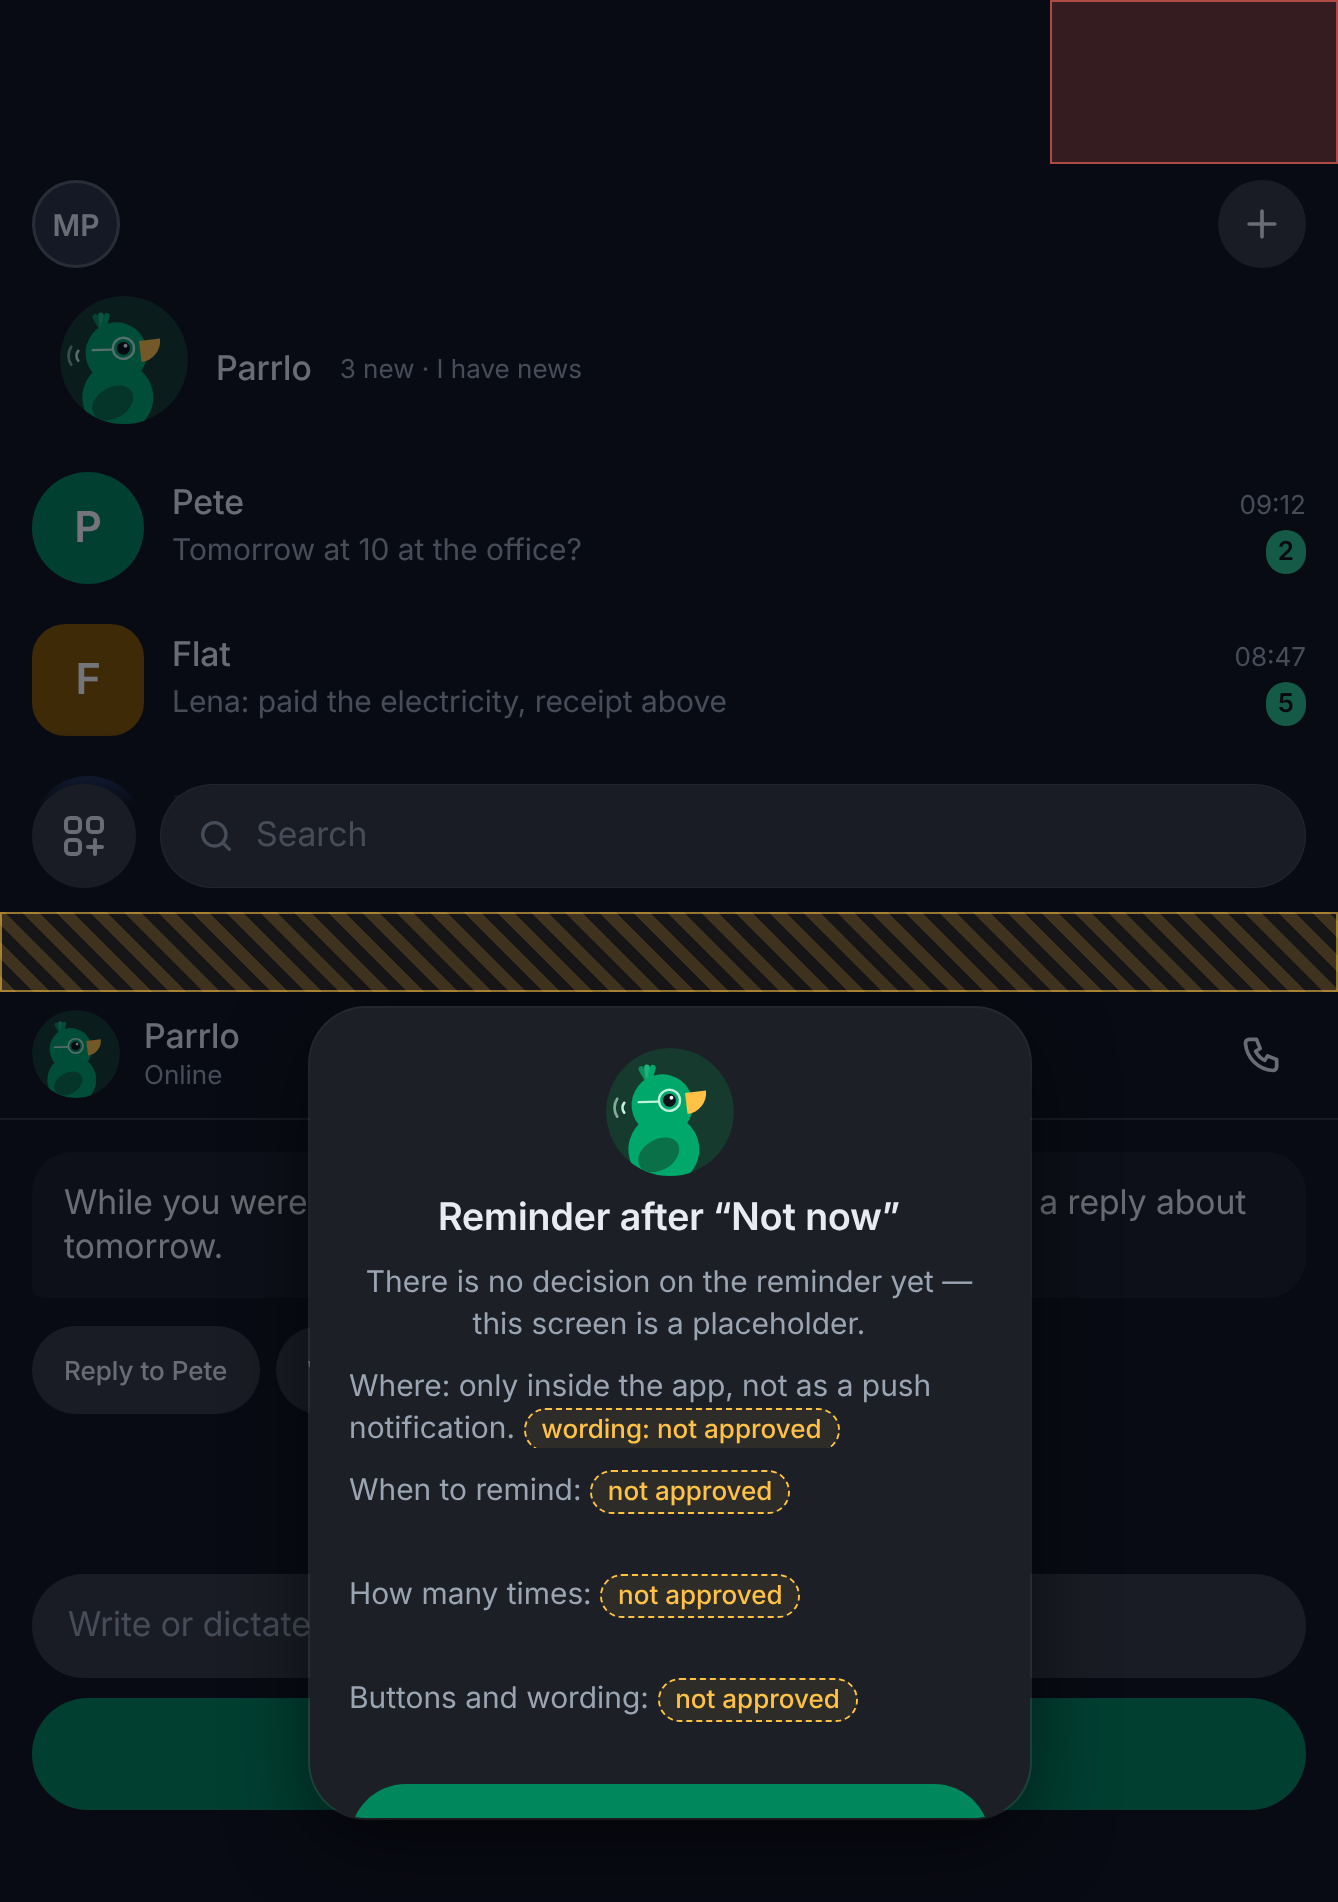 MP
Parrlo 3 new · I have news
Pete 09:12
Tomorrow at 10 at the office? 2
P
Flat 08:47
Lena: paid the electricity, receipt above 5
F
Search
Parrlo
Online
While you were
a reply about
tomorrow.
Reply to Pete
Write or dictate
Reminder after “Not now”
There is no decision on the reminder yet —
this screen is a placeholder.
Where: only inside the app, not as a push
notification. wording: not approved
When to remind: not approved
How many times: not approved
Buttons and wording: not approved